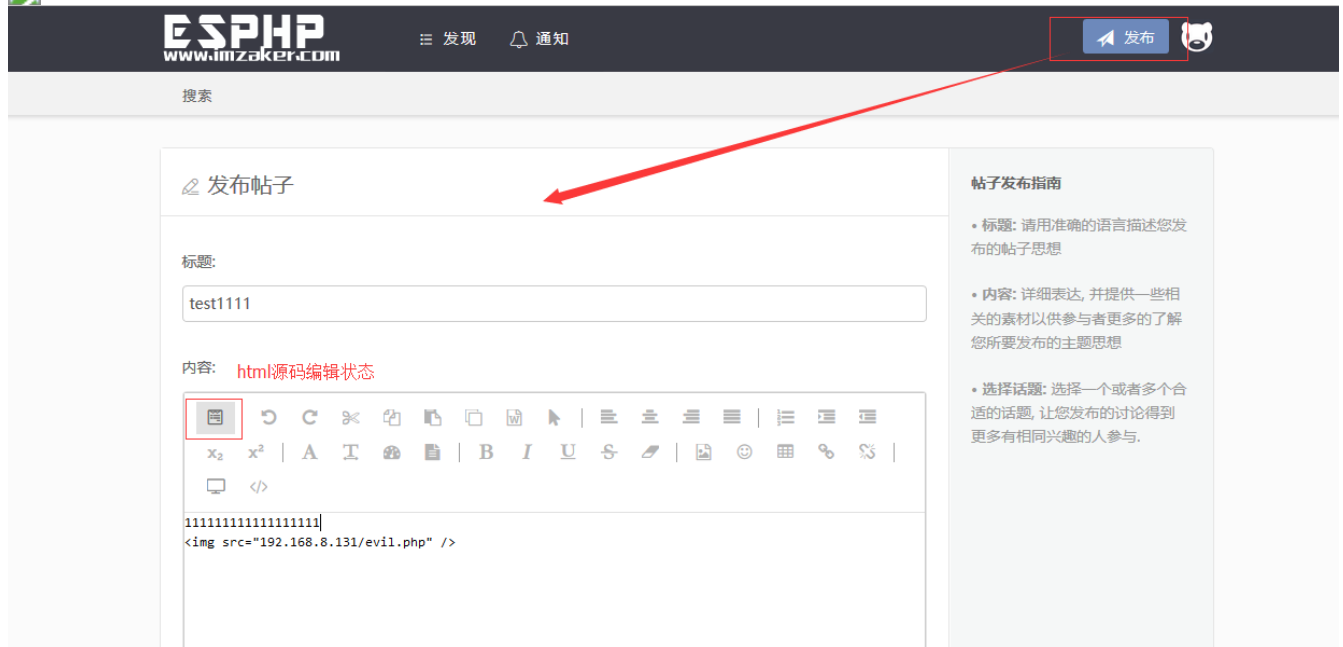 ESPHP
www.imzaker.com
发现
通知
发布
搜索
发布帖子
标题:
test1111
内容:
html源码编辑状态
111111111111111111
<img src="192.168.8.131/evil.php" />
帖子发布指南
• 标题: 请用准确的语言描述您发
布的帖子思想
• 内容: 详细表达, 并提供一些相
关的素材以供参与者更多的了解
您所要发布的主题思想
• 选择话题: 选择一个或者多个合
适的话题, 让您发布的讨论得到
更多有相同兴趣的人参与.